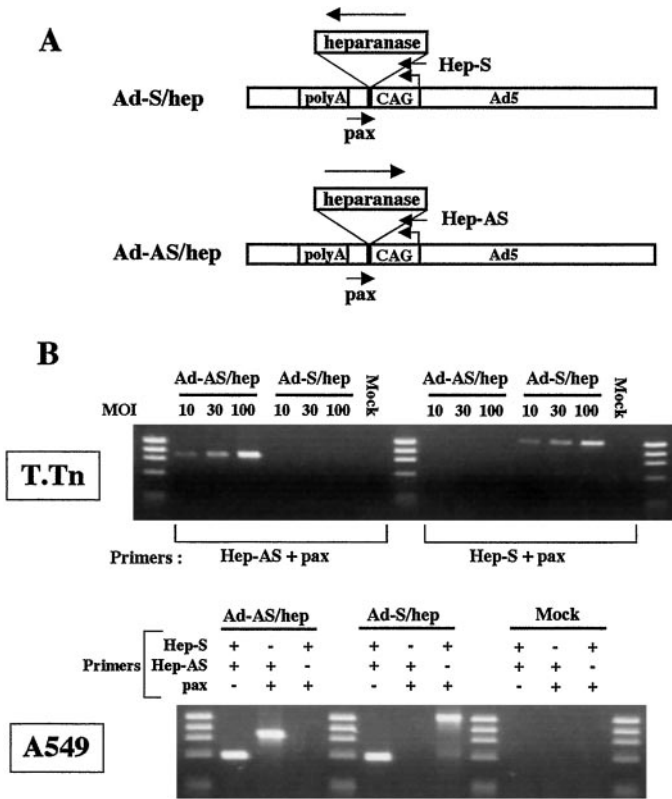 A
heparanase
Hep-S
Ad-S/hep
polyA
CAG
Ad5
pax
heparanase
Hep-AS
Ad-AS/hep
polyA
CAG
Ad5
pax
B
Ad-AS/hep Ad-S/hep Mock Ad-AS/hep Ad-S/hep Mock
MOI 10 30 100 10 30 100 10 30 100 10 30 100
T.Tn
Primers : Hep-AS + pax Hep-S + pax
Ad-AS/hep Ad-S/hep Mock
Primers
Hep-S + - + + - + + - +
Hep-AS + + - + + - + + -
pax - + + - + + - + +
A549